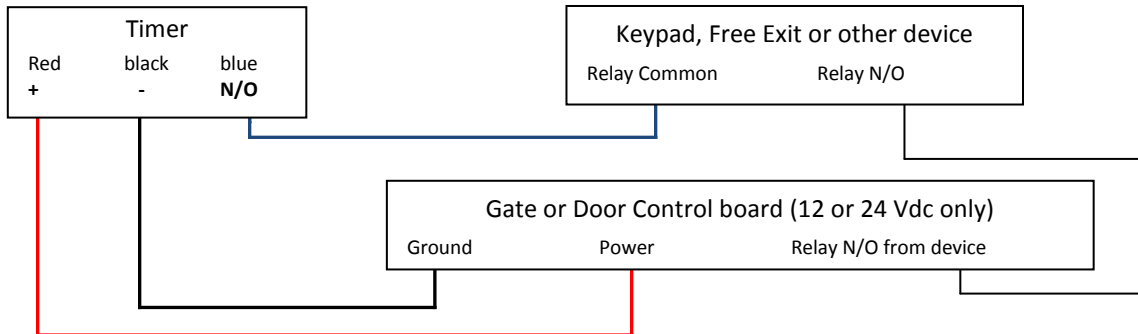 Timer
Red black blue
+ - N/O
Keypad, Free Exit or other device
Relay Common Relay N/O
Gate or Door Control board (12 or 24 Vdc only)
Ground Power Relay N/O from device